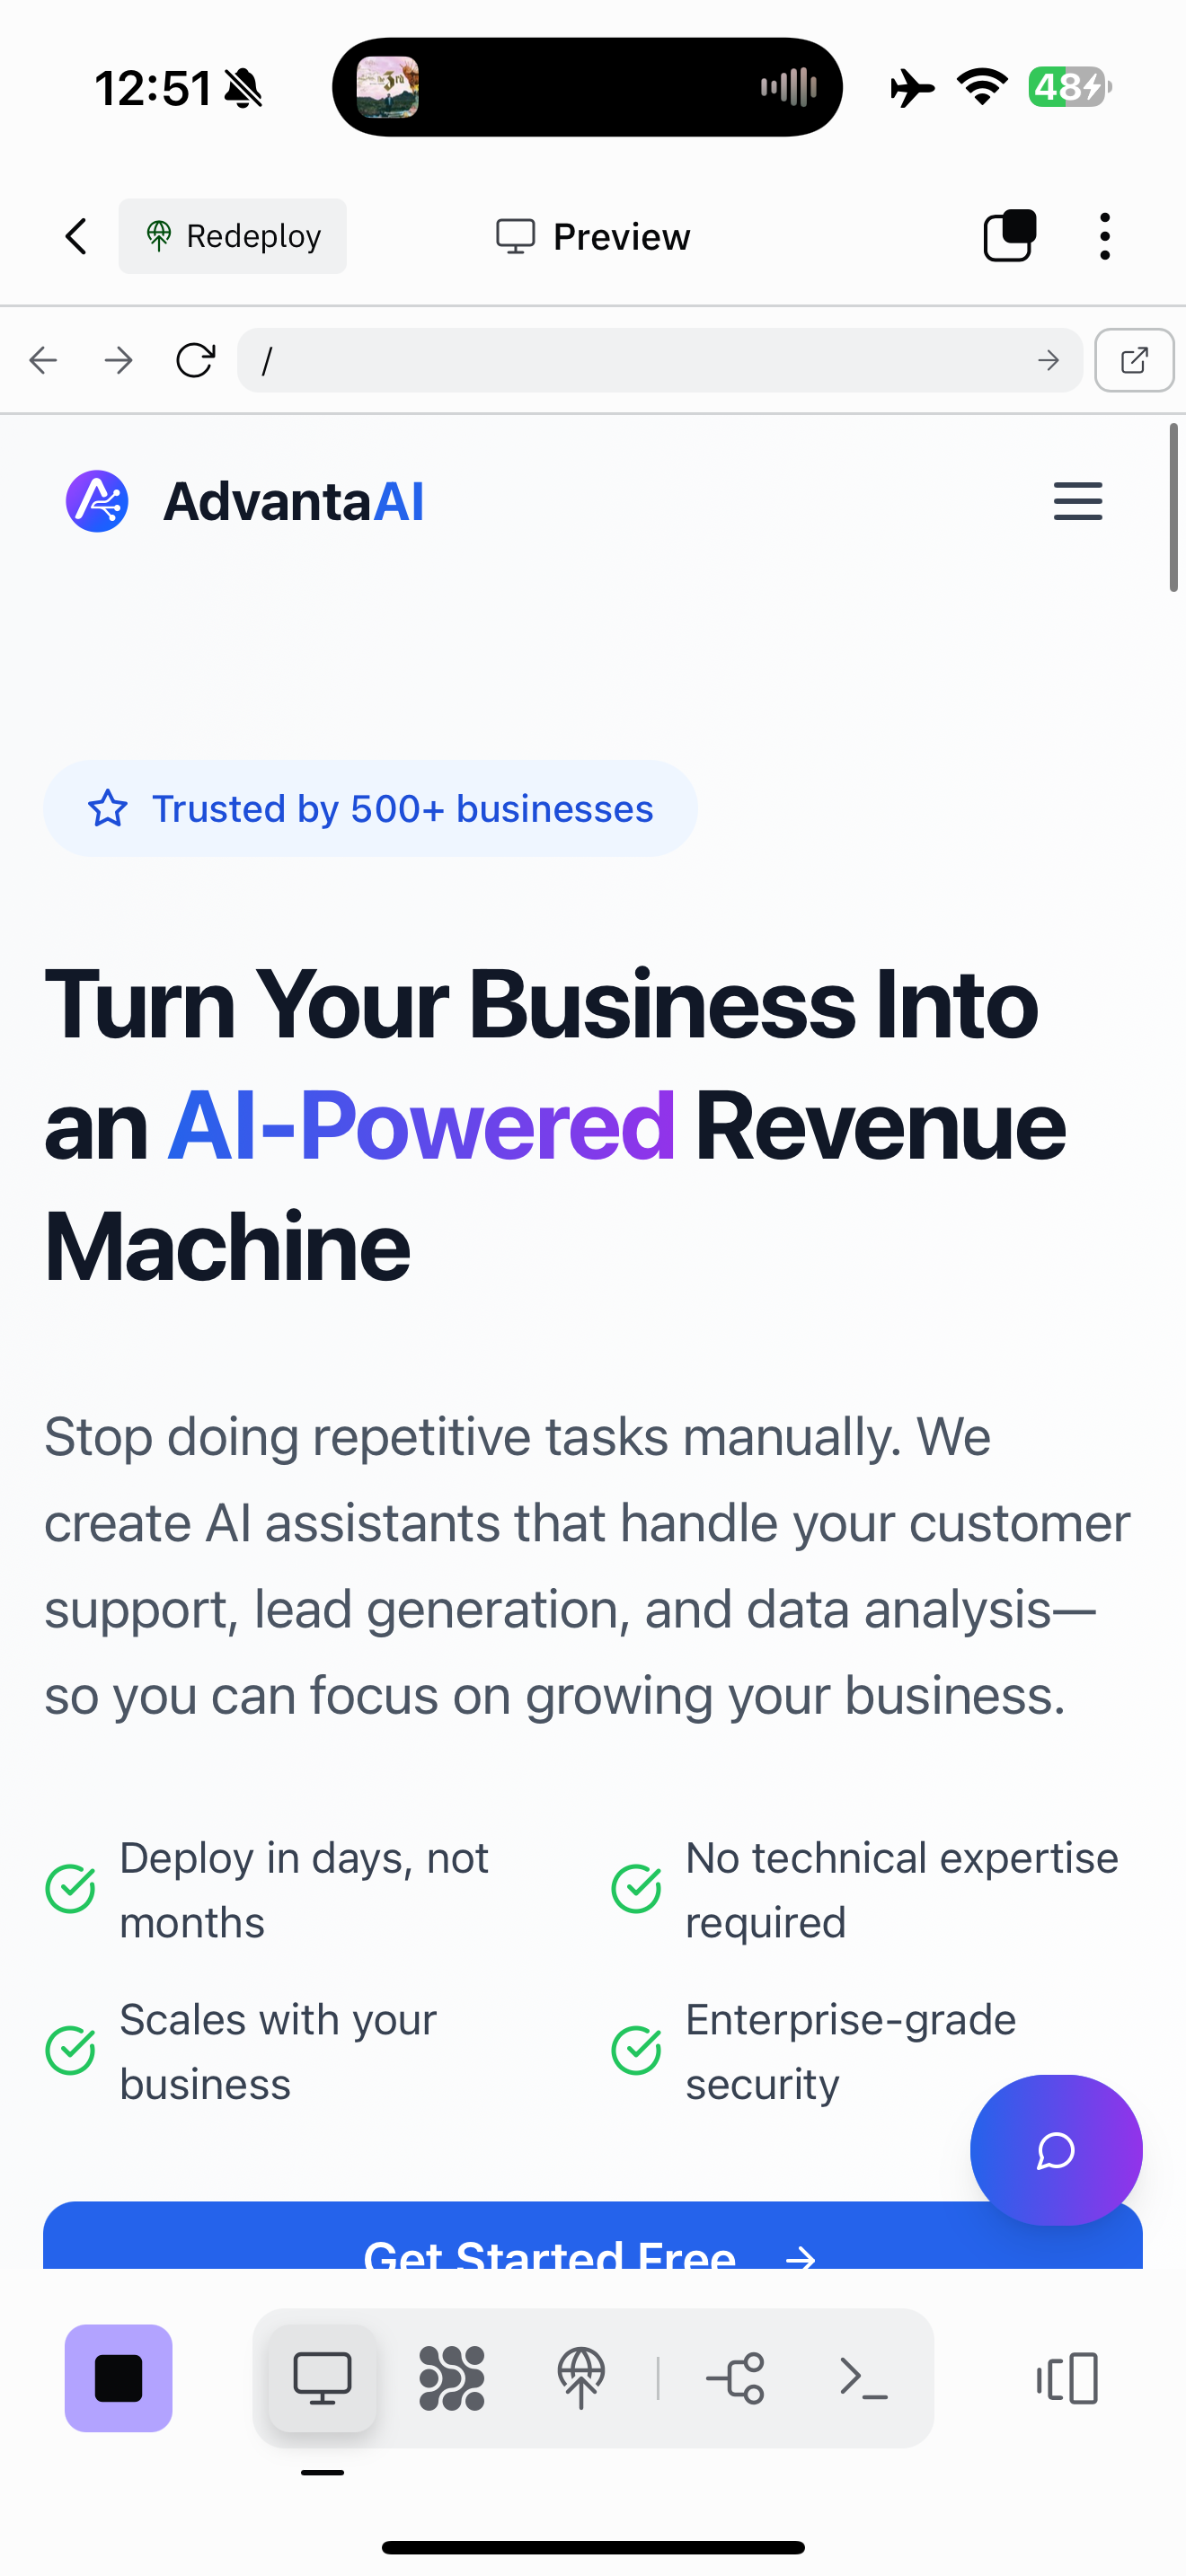 12:51
48
Redeploy
Preview
/
AdvantaAI
Trusted by 500+ businesses
Turn Your Business Into
an AI-Powered Revenue
Machine
Stop doing repetitive tasks manually. We
create AI assistants that handle your customer
support, lead generation, and data analysis—
so you can focus on growing your business.
Deploy in days, not
months
No technical expertise
required
Scales with your
business
Enterprise-grade
security
Get Started Free